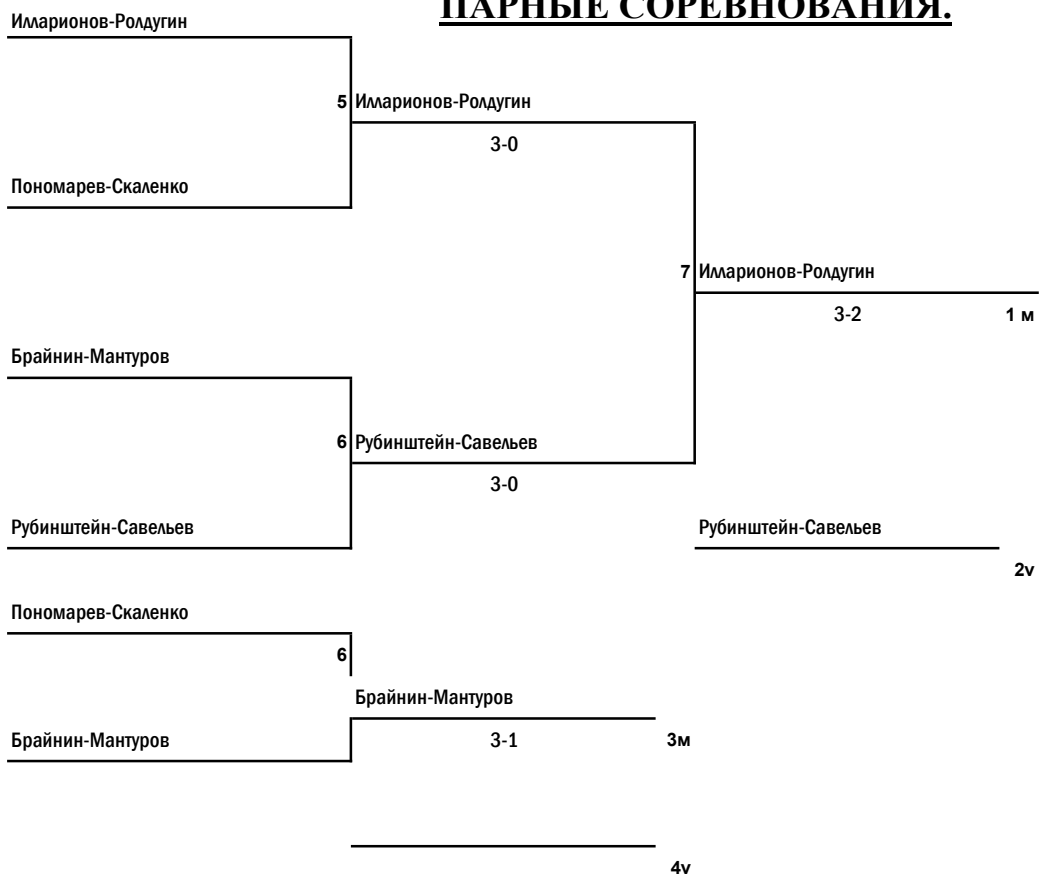 ПАРНЫЕ СОРЕВНОВАНИЯ.
Илларионов-Ролдугин
5 Илларионов-Ролдугин
3-0
Пономарев-Скаленко
7 Илларионов-Ролдугин
3-2 1 м
Брайнин-Мантуров
6 Рубинштейн-Савельев
3-0
Рубинштейн-Савельев Рубинштейн-Савельев
2v
Пономарев-Скаленко
6
Брайнин-Мантуров
Брайнин-Мантуров 3-1 3м
4v